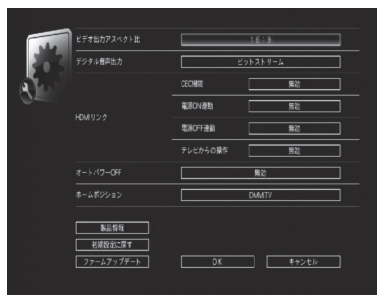 ビデオ出力アスペクト比 16:9
デジタル音声出力 ビットストリーム
HDMIリンク
CEC機能 無効
電源ON連動 無効
電源OFF連動 無効
テレビからの操作 無効
オートパワーOFF 無効
ホームポジション DMMTV
製品情報
初期設定に戻す
ファームアップデート OK キャンセル